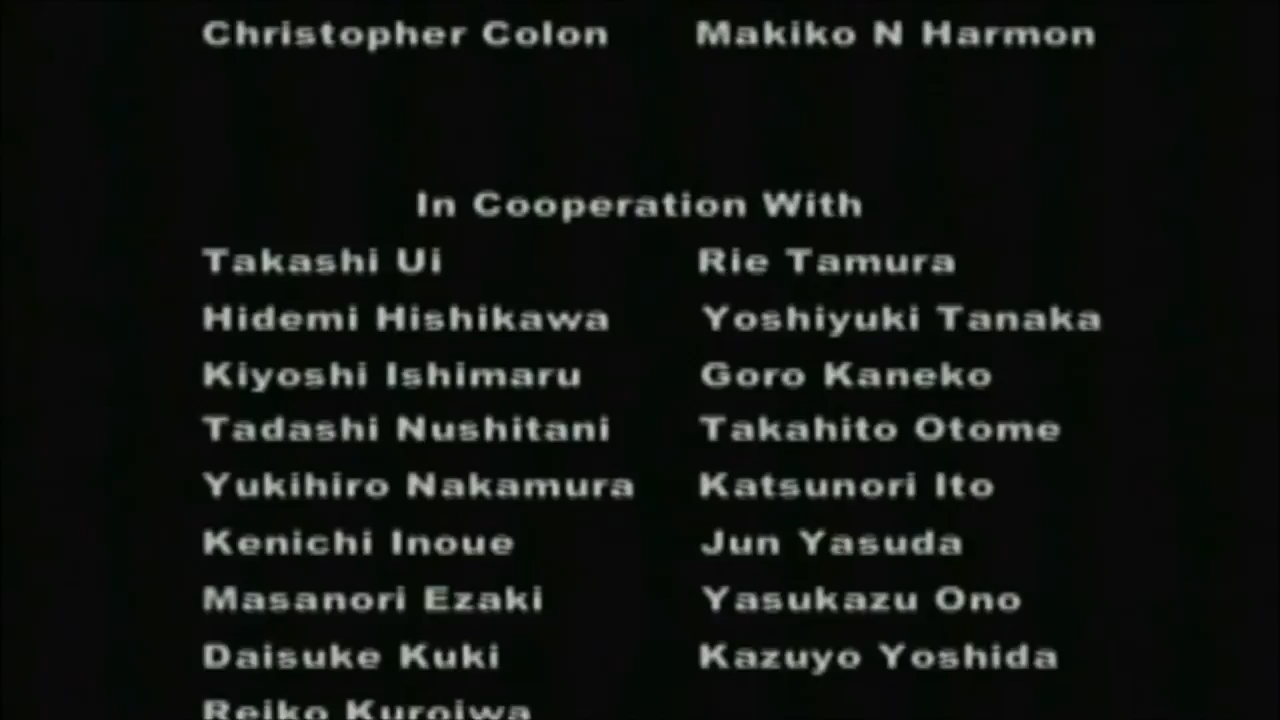 Christopher Colon Makiko N Harmon
In Cooperation With
Takashi Ui Rie Tamura
Hidemi Hishikawa Yoshiyuki Tanaka
Kiyoshi Ishimaru Goro Kaneko
Tadashi Nushitani Takahito Otome
Yukihiro Nakamura Katsunori Ito
Kenichi Inoue Jun Yasuda
Masanori Ezaki Yasukazu Ono
Daisuke Kuki Kazuyo Yoshida
Reiko Kuroiwa